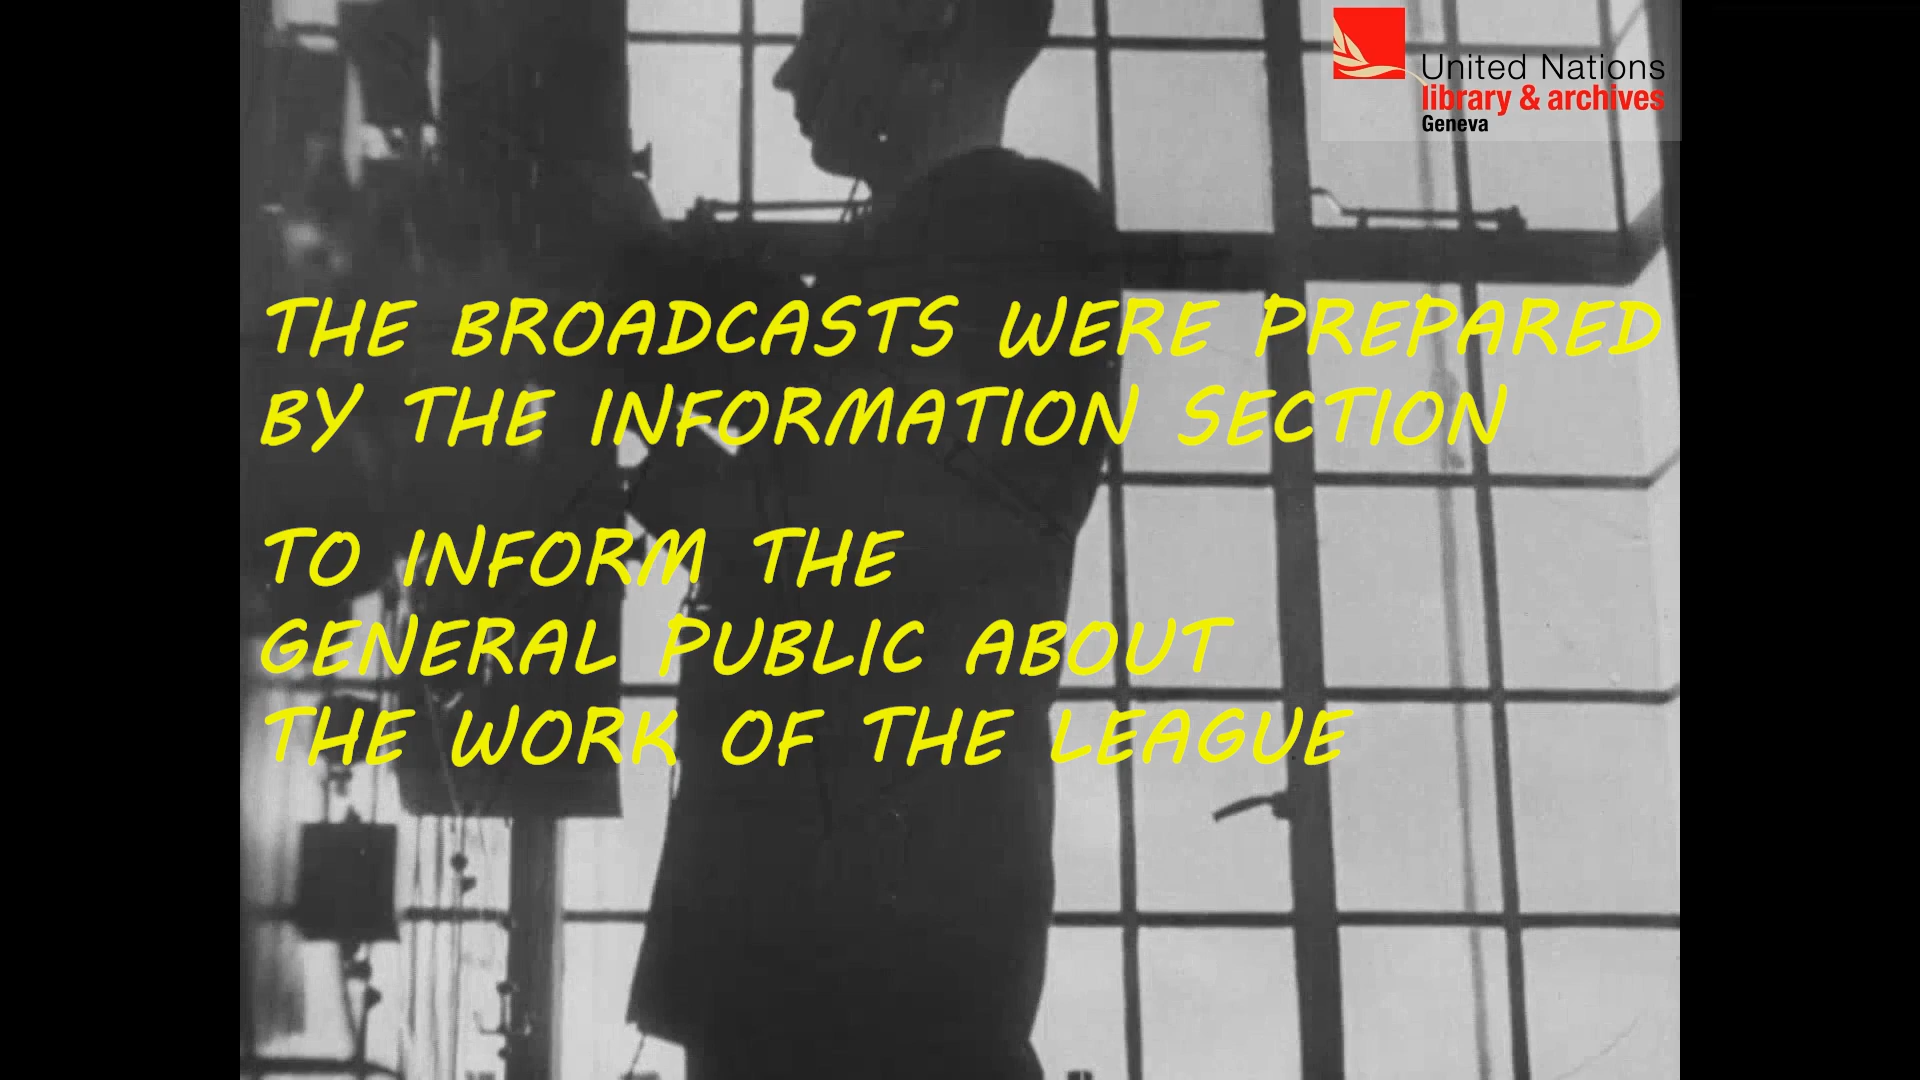 United Nations
library & archives
Geneva
THE BROADCASTS WERE PREPARED
BY THE INFORMATION SECTION
TO INFORM THE
GENERAL PUBLIC ABOUT
THE WORK OF THE LEAGUE